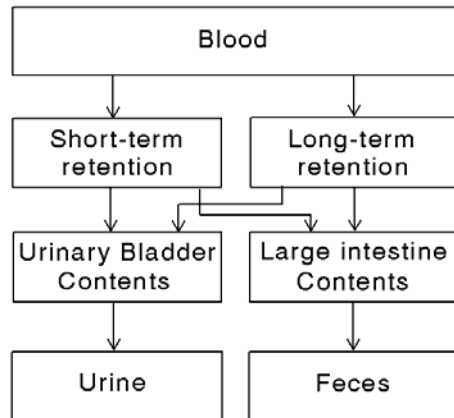 Blood
Short-term
retention
Long-term
retention
Urinary Bladder
Contents
Large intestine
Contents
Urine
Feces